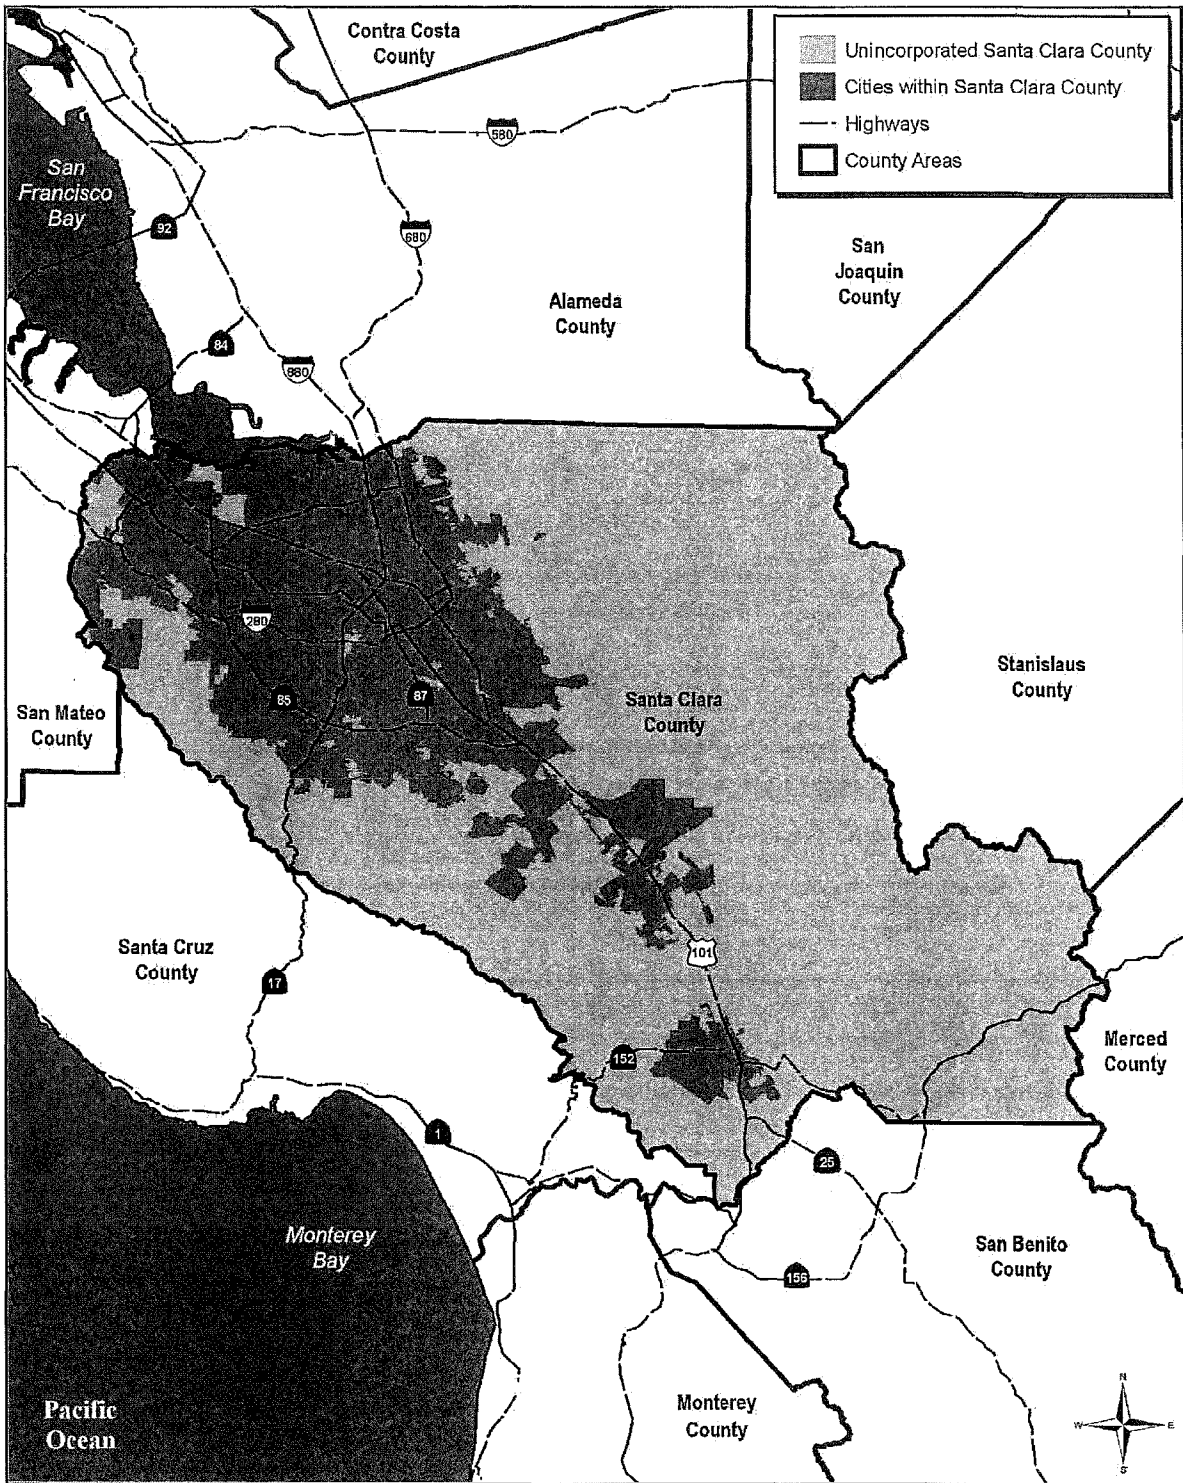 Contra Costa
County
Unincorporated Santa Clara County
Cities within Santa Clara County
Highways
County Areas
580
San
Francisco
Bay
92
680
San
Joaquin
County
Alameda
County
84
880
280
Stanislaus
County
Santa Clara
County
85
87
San Mateo
County
Santa Cruz
County
17
101
Merced
County
152
1
25
Monterey
Bay
San Benito
County
156
Monterey
County
Pacific
Ocean
N
W
E
S